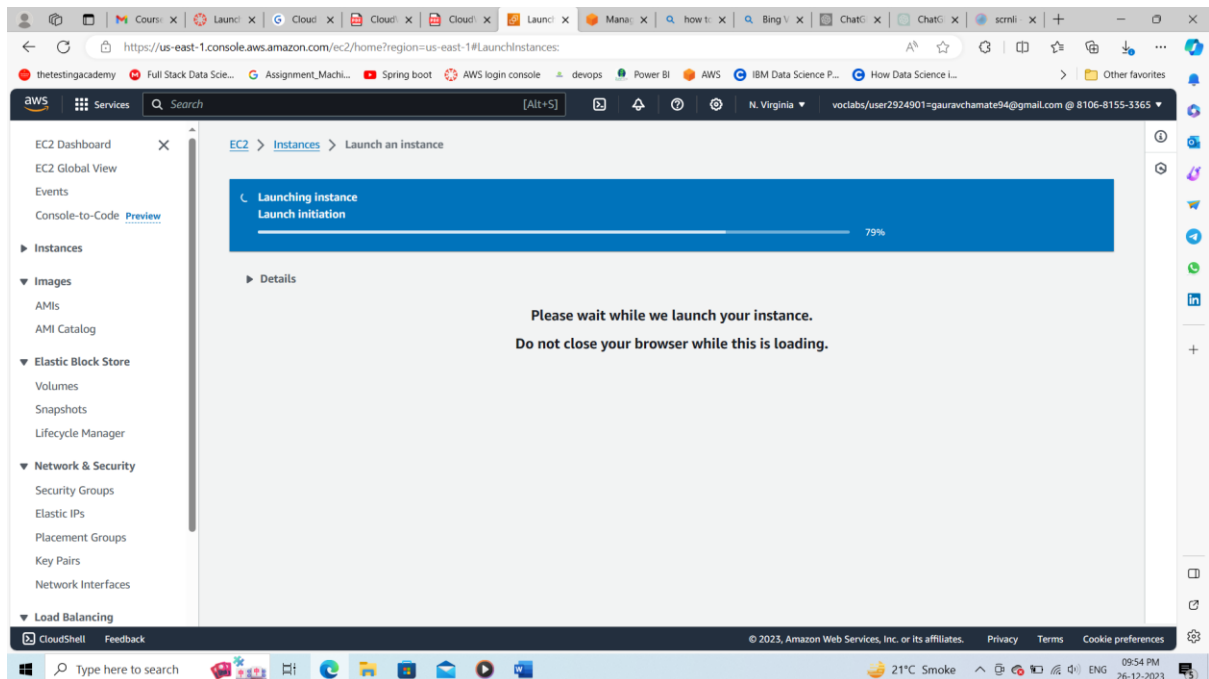 Course
Launc
Cloud
Cloud\
Cloud\
Launch
Manag
how to
Bing V
ChatG
ChatG
scrnli
https://us-east-1.console.aws.amazon.com/ec2/home?region=us-east-1#LaunchInstances:
thetestingacademy Full Stack Data Scie... Assignment_Machi... Spring boot AWS login console devops Power BI AWS IBM Data Science P... How Data Science i... Other favorites
aws Services Search [Alt+S] N. Virginia voclabs/user2924901=gauravchamate94@gmail.com @ 8106-8155-3365
EC2 Dashboard
EC2 Global View
Events
Console-to-Code Preview
Instances
Images
AMIs
AMI Catalog
Elastic Block Store
Volumes
Snapshots
Lifecycle Manager
Network & Security
Security Groups
Elastic IPs
Placement Groups
Key Pairs
Network Interfaces
Load Balancing
EC2 > Instances > Launch an instance
Launching instance
Launch initiation
79%
Details
Please wait while we launch your instance.
Do not close your browser while this is loading.
CloudShell Feedback © 2023, Amazon Web Services, Inc. or its affiliates. Privacy Terms Cookie preferences
Type here to search 21°C Smoke ENG 09:54 PM
26-12-2023